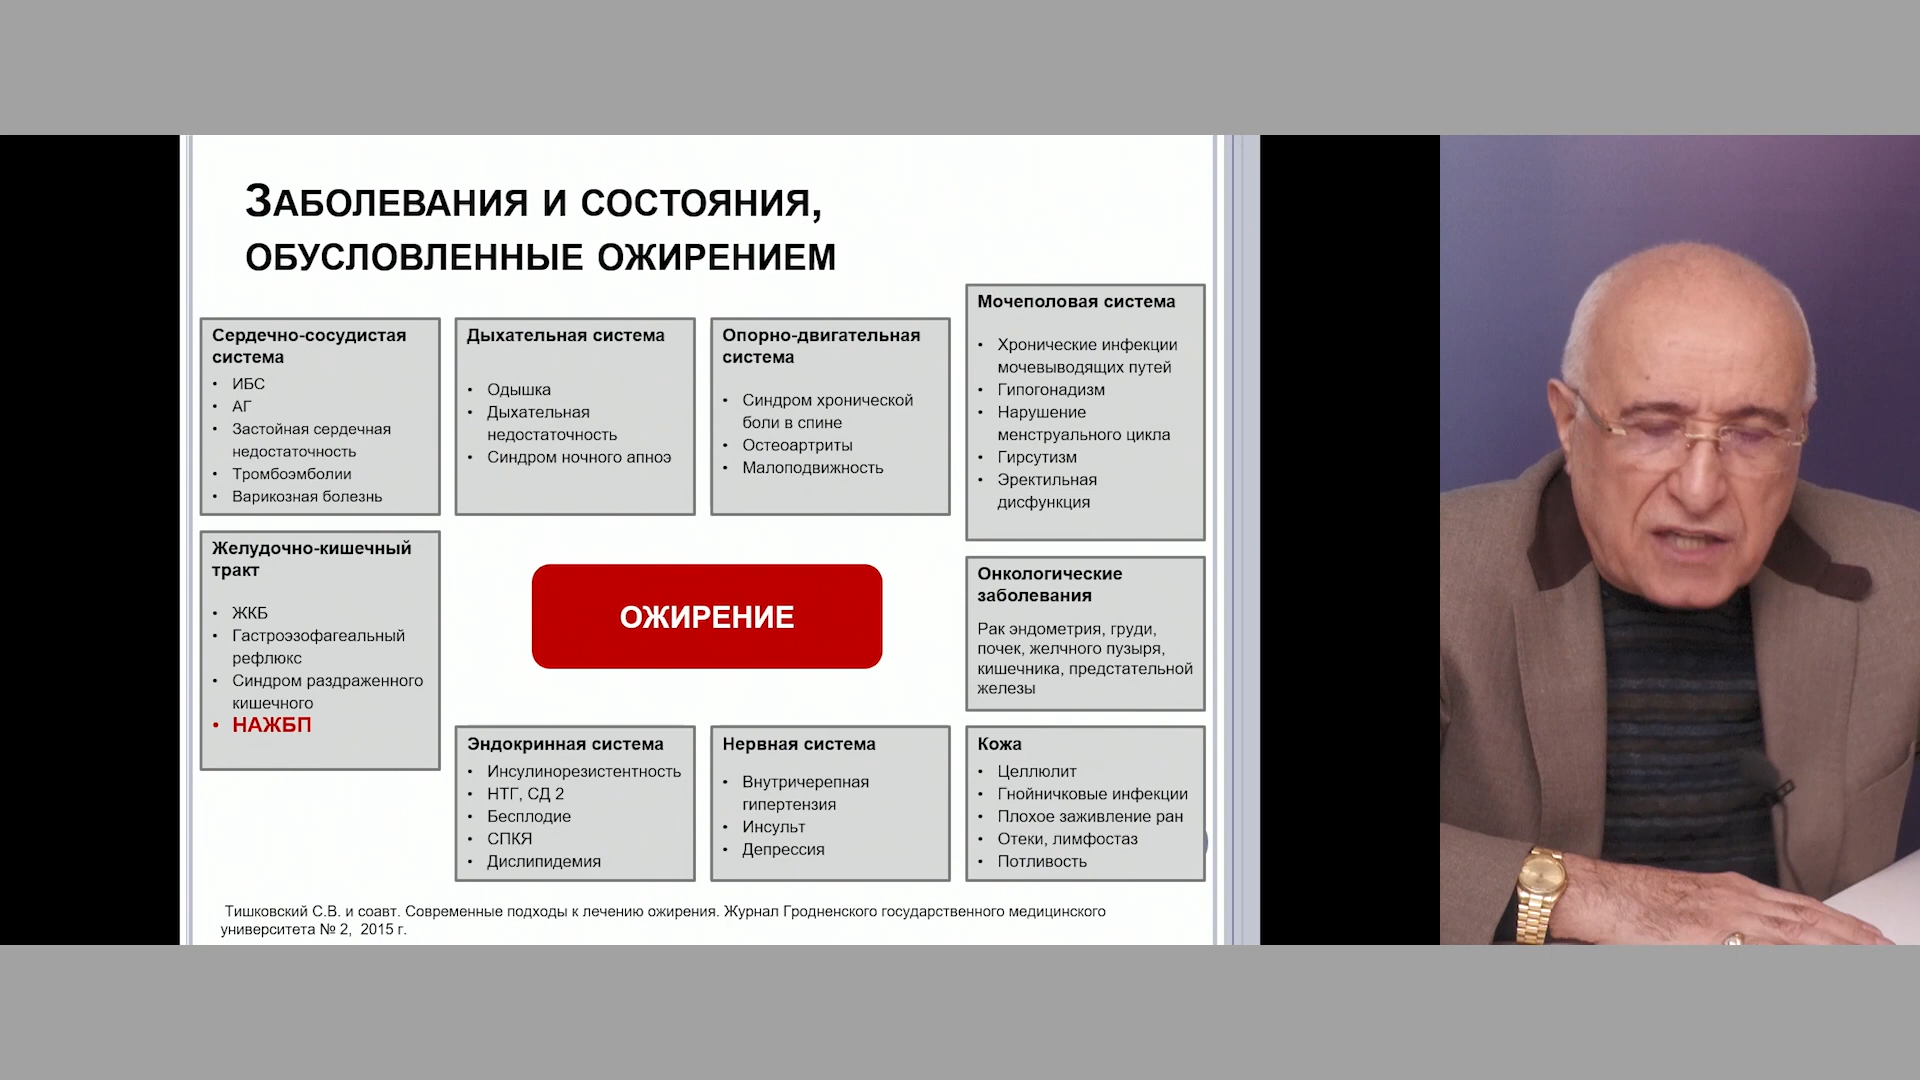 Заболевания и состояния,
обусловленные ожирением
Сердечно-сосудистая
система
• ИБС
• АГ
• Застойная сердечная
недостаточность
• Тромбоэмболии
• Варикозная болезнь
Дыхательная система
• Одышка
• Дыхательная
недостаточность
• Синдром ночного апноэ
Опорно-двигательная
система
• Синдром хронической
боли в спине
• Остеоартриты
• Малоподвижность
Мочеполовая система
• Хронические инфекции
мочевыводящих путей
• Гипогонадизм
• Нарушение
менструального цикла
• Гирсутизм
• Эректильная
дисфункция
Желудочно-кишечный
тракт
• ЖКБ
• Гастроэзофагеальный
рефлюкс
• Синдром раздраженного
кишечного
• НАЖБП
ОЖИРЕНИЕ
Онкологические
заболевания
Рак эндометрия, груди,
почек, желчного пузыря,
кишечника, предстательной
железы
Эндокринная система
• Инсулинорезистентность
• НТГ, СД 2
• Бесплодие
• СПКЯ
• Дислипидемия
Нервная система
• Внутричерепная
гипертензия
• Инсульт
• Депрессия
Кожа
• Целлюлит
• Гнойничковые инфекции
• Плохое заживление ран
• Отеки, лимфостаз
• Потливость
Тишковский С.В. и соавт. Современные подходы к лечению ожирения. Журнал Гродненского государственного медицинского
университета № 2, 2015 г.